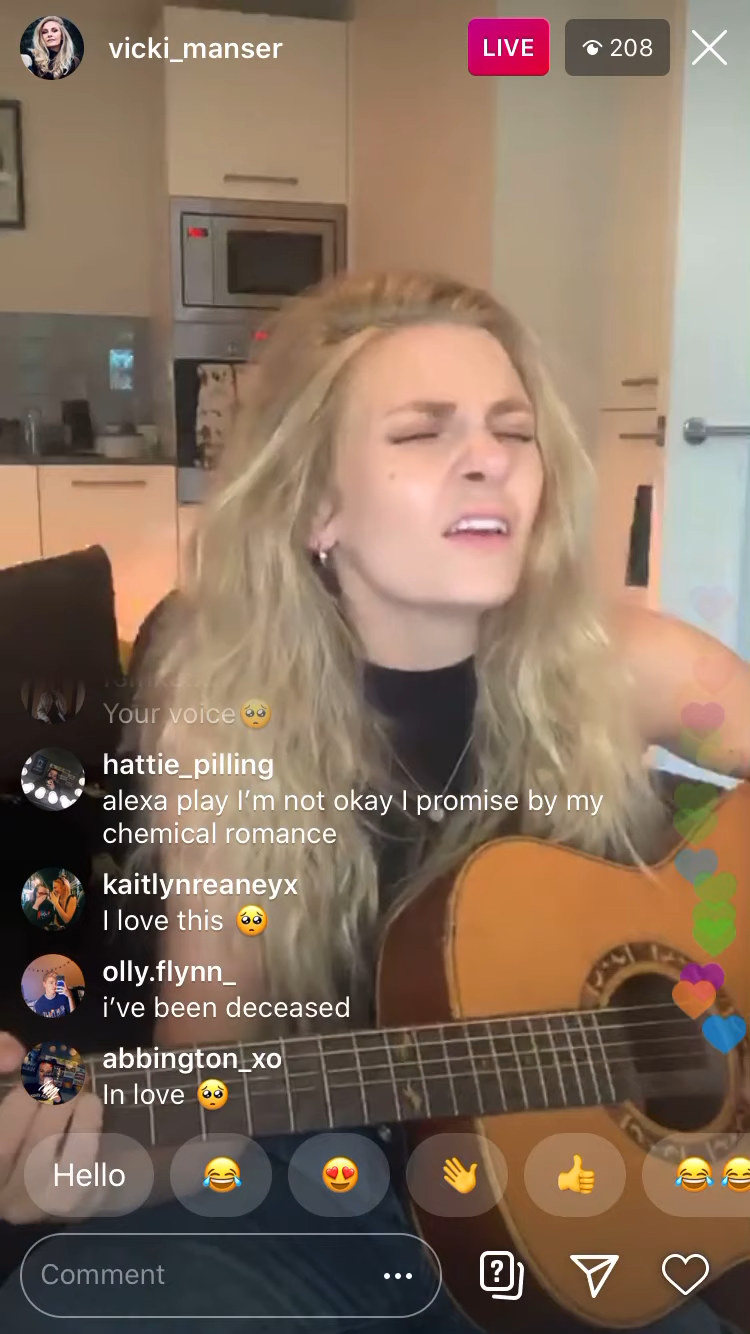 vicki_manser
LIVE
208
Your voice🥺
hattie_pilling
alexa play I’m not okay I promise by my
chemical romance
kaitlynreaneyx
I love this 🥺
olly.flynn_
i’ve been deceased
abbington_xo
In love 🥺
Hello 😂 😍 👋 👍 😂😂
Comment